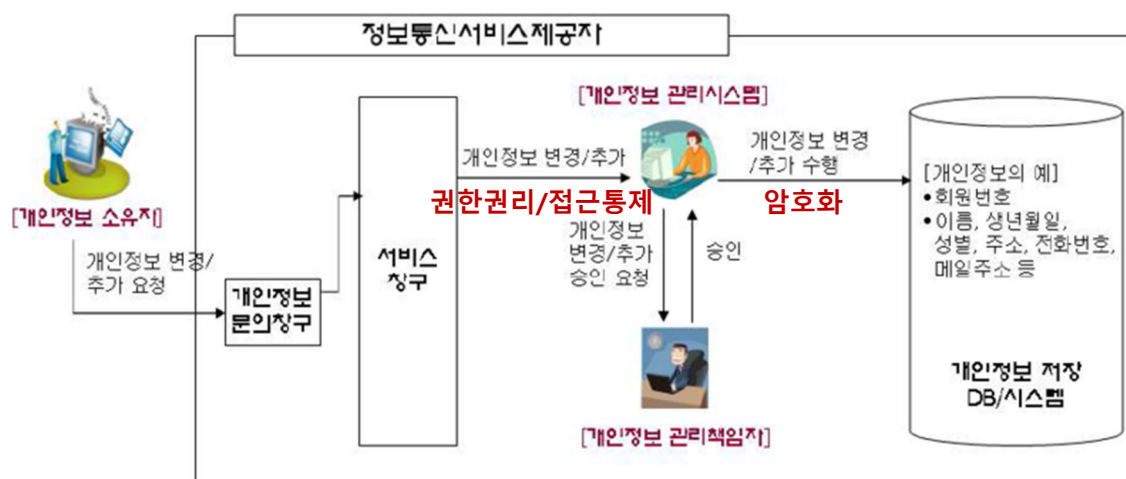 정보통신서비스제공자
[개인정보 관리시스템]
개인정보 변경/추가
권한권리/접근통제
개인정보 변경
/추가 수행
암호화
[개인정보의 예]
•회원번호
•이름, 생년월일,
성별, 주소, 전화번호,
메일주소 등
[개인정보 소유자]
개인정보 변경/
추가 요청
개인정보
문의창구
서비스
창구
개인정보
변경/추가
승인 요청
승인
[개인정보 관리책임자]
개인정보 저장
DB/시스템